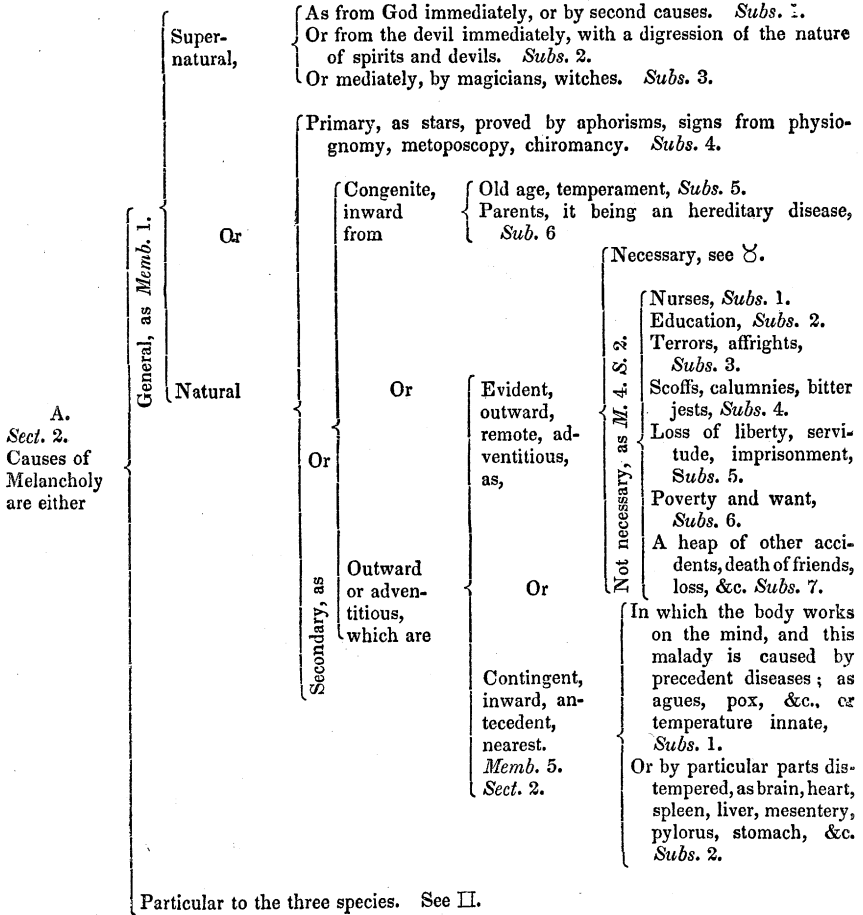 A.
Sect. 2.
Causes of
Melancholy
are either
General, as Memb. 1.
Super-
natural,
As from God immediately, or by second causes. Subs. 1.
Or from the devil immediately, with a digression of the nature
of spirits and devils. Subs. 2.
Or mediately, by magicians, witches. Subs. 3.
Or
Natural
Primary, as stars, proved by aphorisms, signs from physio-
gnomy, metoposcopy, chiromancy. Subs. 4.
Or
Secondary, as
Congenite,
inward
from
Old age, temperament, Subs. 5.
Parents, it being an hereditary disease,
Sub. 6
Or
Outward
or adven-
titious,
which are
Evident,
outward,
remote, ad-
ventitious,
as,
Necessary, see ♉.
Not necessary, as M. 4. S. 2.
Nurses, Subs. 1.
Education, Subs. 2.
Terrors, affrights,
Subs. 3.
Scoffs, calumnies, bitter
jests, Subs. 4.
Loss of liberty, servi-
tude, imprisonment,
Subs. 5.
Poverty and want,
Subs. 6.
A heap of other acci-
dents, death of friends,
loss, &c. Subs. 7.
Or
Contingent,
inward, an-
tecedent,
nearest.
Memb. 5.
Sect. 2.
In which the body works
on the mind, and this
malady is caused by
precedent diseases; as
agues, pox, &c., or
temperature innate,
Subs. 1.
Or by particular parts dis-
tempered, as brain, heart,
spleen, liver, mesentery,
pylorus, stomach, &c.
Subs. 2.
Particular to the three species. See ♊.